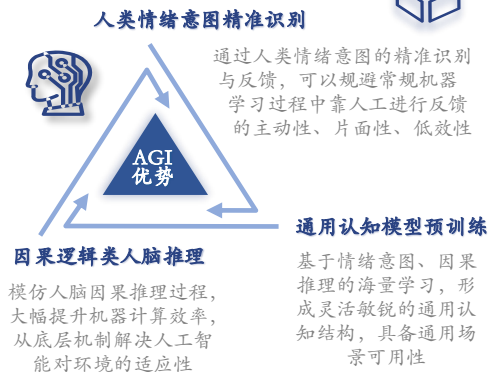 人类情绪意图精准识别
通过人类情绪意图的精准识别
与反馈，可以规避常规机器
学习过程中靠人工进行反馈
的主动性、片面性、低效性
AGI
优势
因果逻辑类人脑推理
模仿人脑因果推理过程，
大幅提升机器计算效率，
从底层机制解决人工智
能对环境的适应性
通用认知模型预训练
基于情绪意图、因果
推理的海量学习，形
成灵活敏锐的通用认
知结构，具备通用场
景可用性